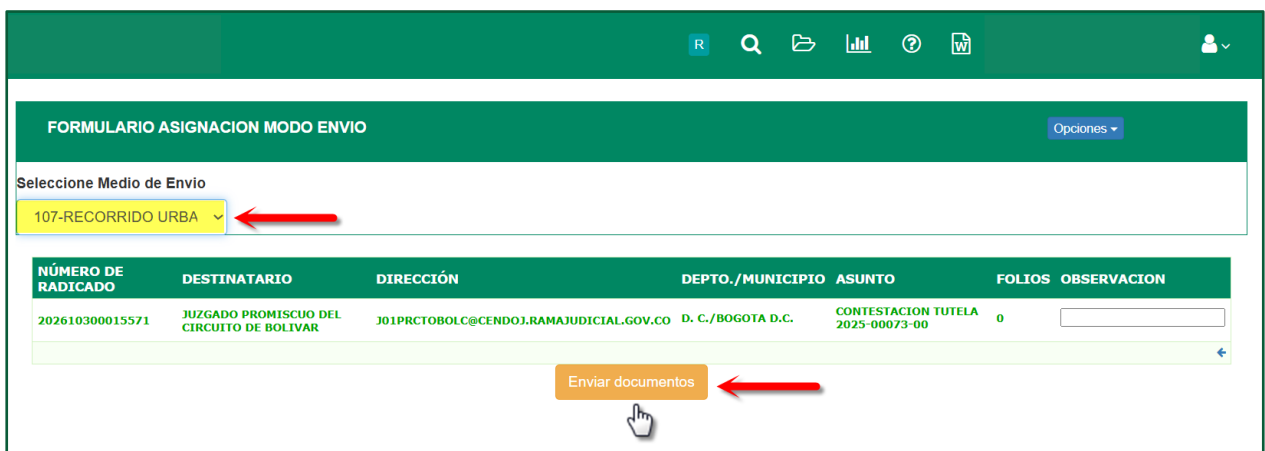 R
FORMULARIO ASIGNACION MODO ENVIO
Opciones
Seleccione Medio de Envio
107-RECORRIDO URBA
NÚMERO DE RADICADO DESTINATARIO DIRECCIÓN DEPTO./MUNICIPIO ASUNTO FOLIOS OBSERVACION
202610300015571 JUZGADO PROMISCUO DEL CIRCUITO DE BOLIVAR J01PRCTOBOLC@CENDOJ.RAMAJUDICIAL.GOV.CO D. C./BOGOTA D.C. CONTESTACION TUTELA 2025-00073-00 0
Enviar documentos